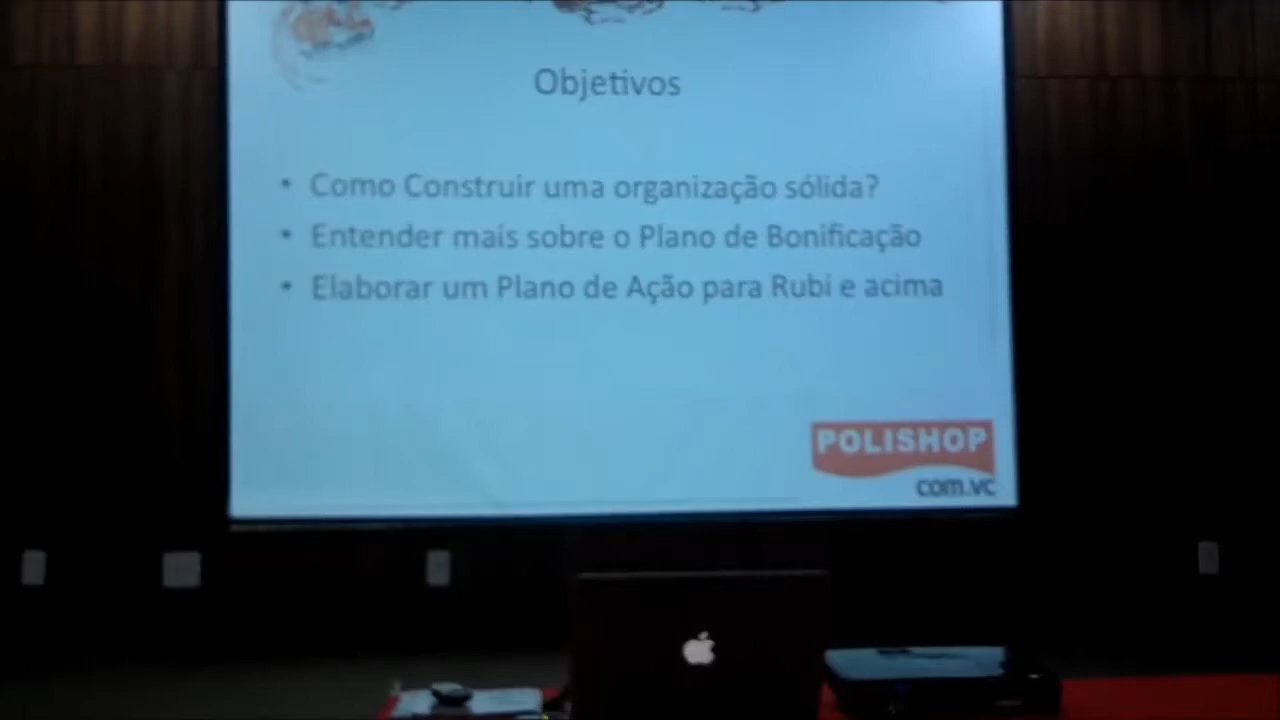 Objetivos
• Como Construir uma organização sólida?
• Entender mais sobre o Plano de Bonificação
• Elaborar um Plano de Ação para Rubi e acima
POLISHOP
com.vc